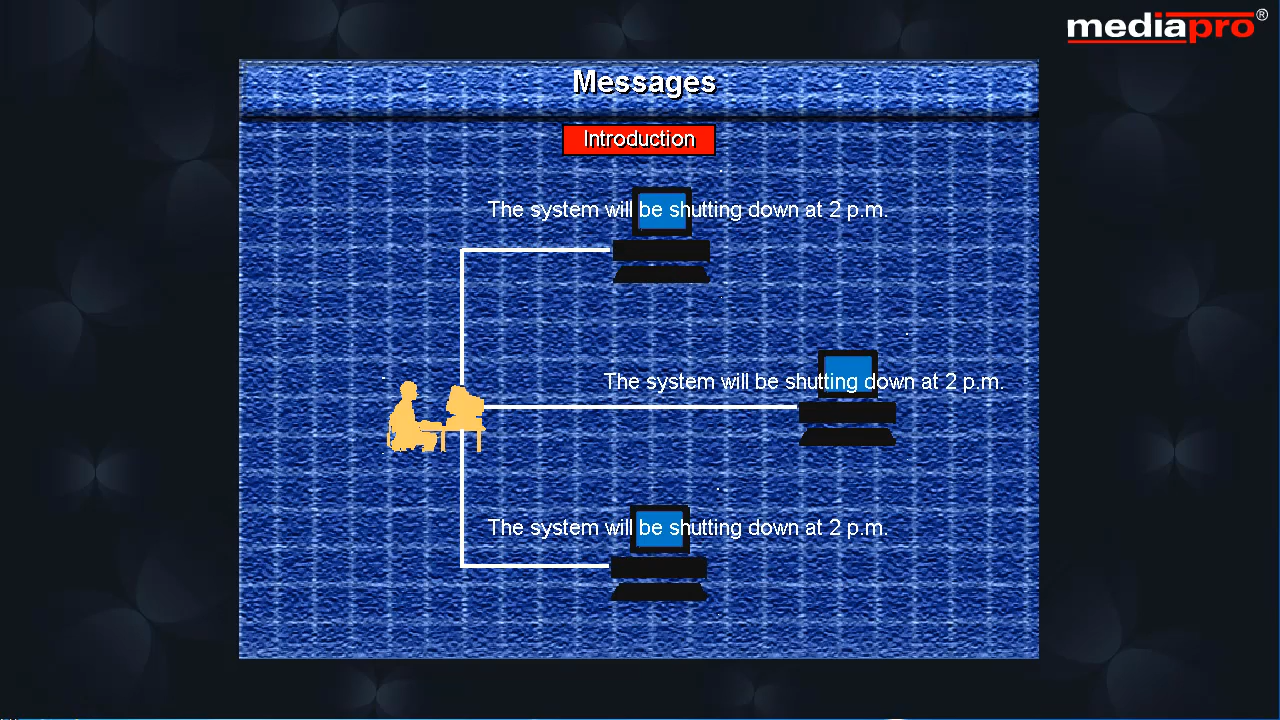 mediapro®
Messages
Introduction
The system will be shutting down at 2 p.m.
The system will be shutting down at 2 p.m.
The system will be shutting down at 2 p.m.